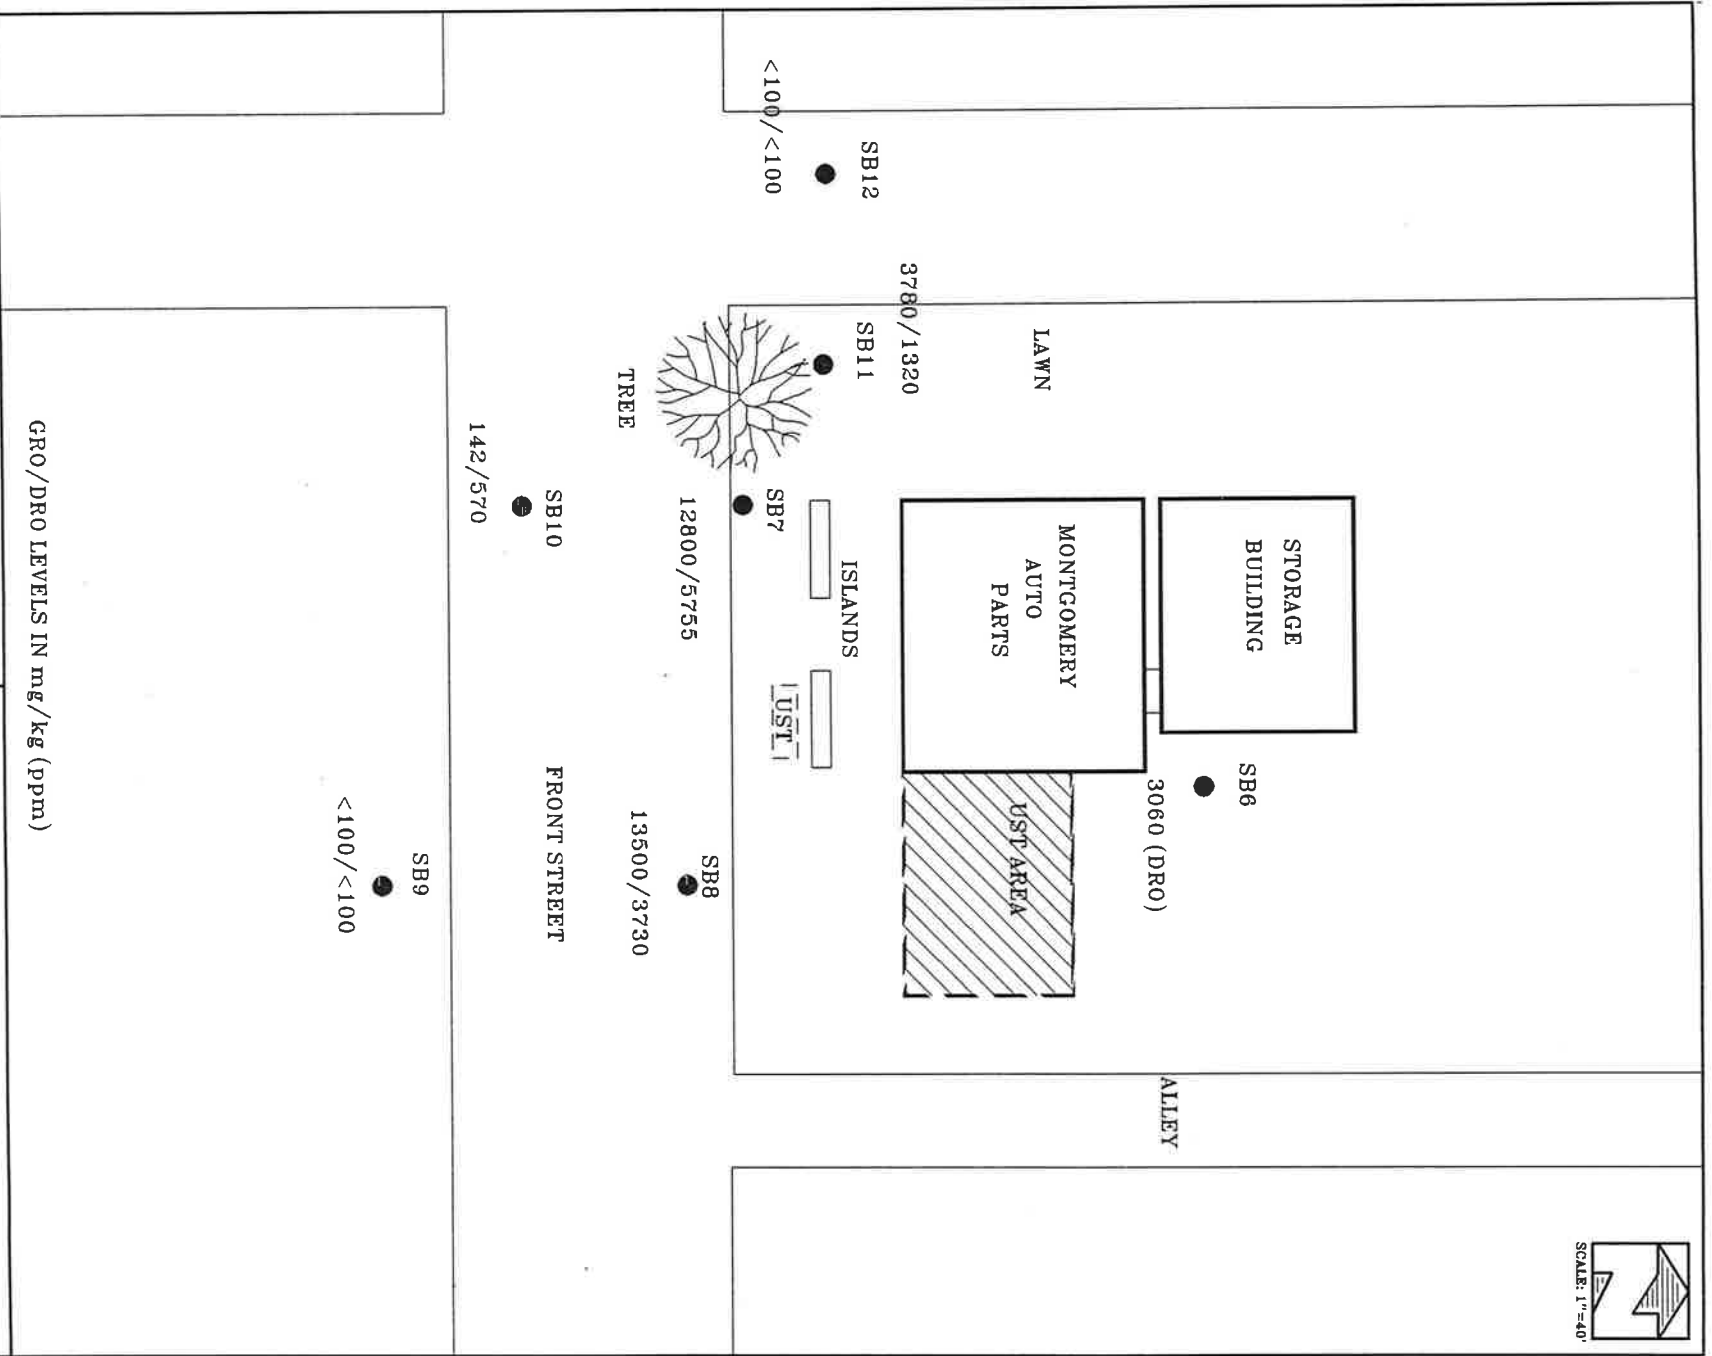 SCALE: 1"=40'
STORAGE
BUILDING
SB6
3060 (DRO)
ALLEY
MONTGOMERY
AUTO
PARTS
LAWN
UST AREA
3780/1320
SB11
SB12
<100/<100
ISLANDS
UST
SB7
12800/5755
SB8
13500/3730
TREE
FRONT STREET
SB10
142/570
SB9
<100/<100
GRO/DRO LEVELS IN mg/kg (ppm)